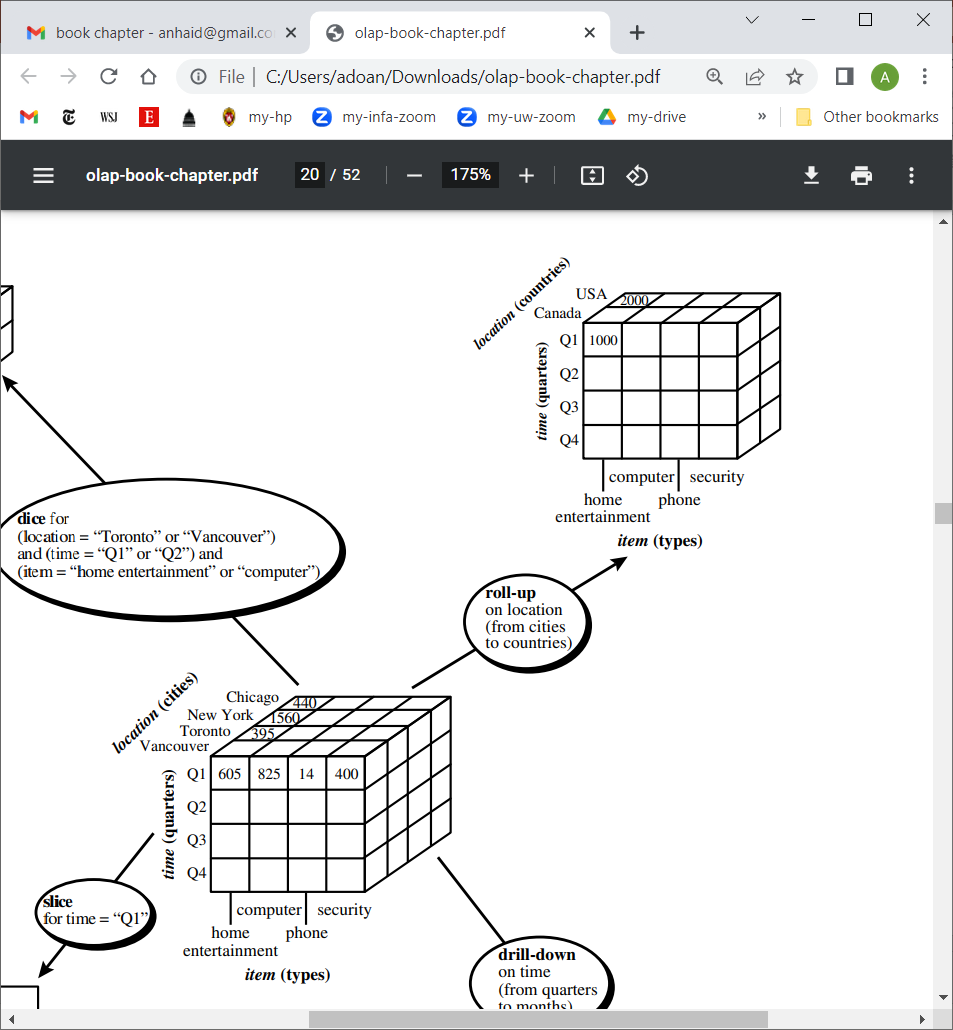 book chapter - anhaid@gmail.co
olap-book-chapter.pdf
File | C:/Users/adoan/Downloads/olap-book-chapter.pdf
A
WSJ
E
my-hp
my-infa-zoom
my-uw-zoom
my-drive
»
Other bookmarks
olap-book-chapter.pdf
20 / 52
175%
location (countries)
USA
Canada
2000
time (quarters)
Q1 1000
Q2
Q3
Q4
computer security
home phone
entertainment
item (types)
dice for
(location = “Toronto” or “Vancouver”)
and (time = “Q1” or “Q2”) and
(item = “home entertainment” or “computer”)
roll-up
on location
(from cities
to countries)
location (cities)
Chicago 440
New York 1560
Toronto 395
Vancouver
time (quarters)
Q1 605 825 14 400
Q2
Q3
Q4
computer security
home phone
entertainment
item (types)
slice
for time = “Q1”
drill-down
on time
(from quarters
to months)